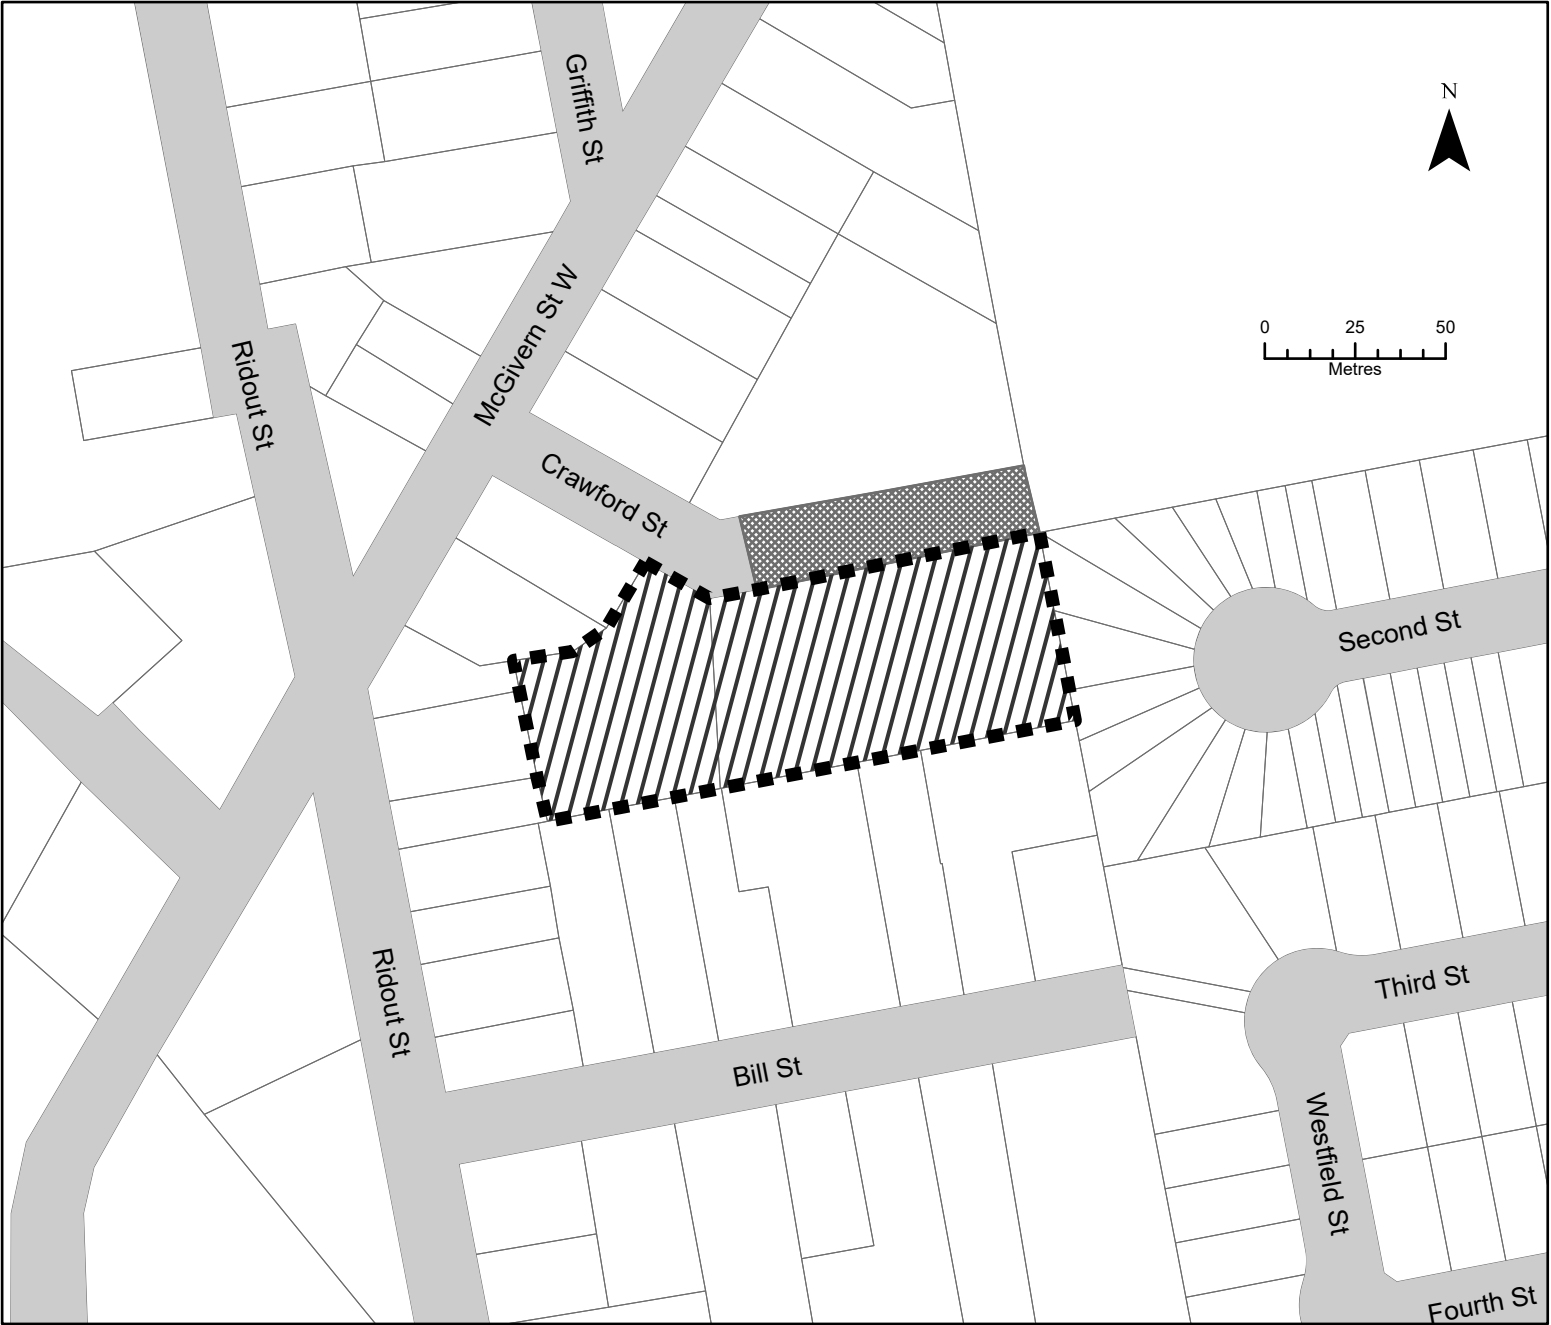 Griffith St
N
McGivern St W
0 25 50
Metres
Ridout St
Crawford St
Second St
Ridout St
Third St
Bill St
Westfield St
Fourth St